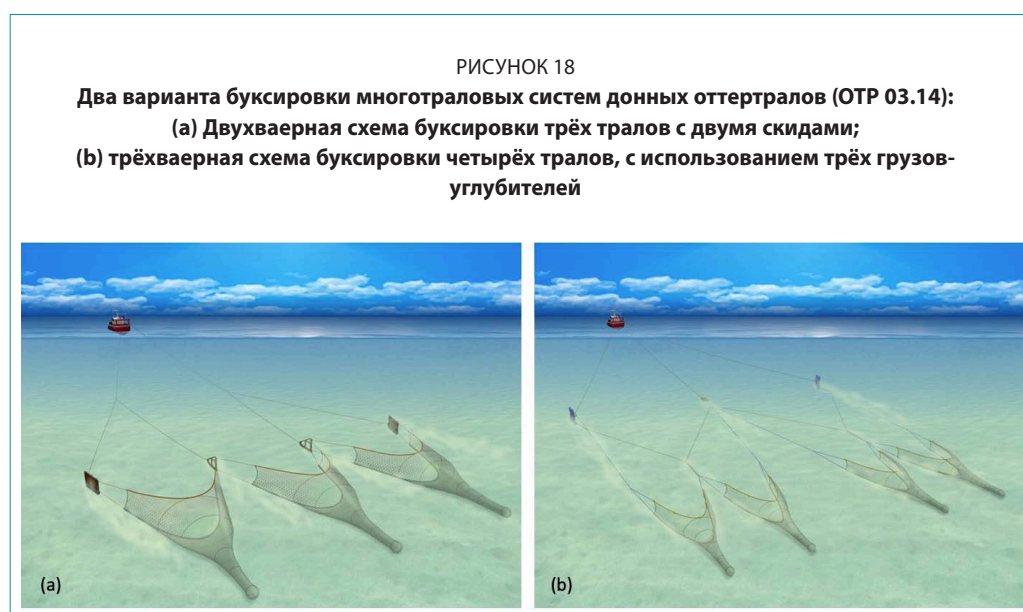 РИСУНОК 18
Два варианта буксировки многотраловых систем донных оттертралов (ОТР 03.14):
(a) Двухваерная схема буксировки трёх тралов с двумя скидами;
(b) трёхваерная схема буксировки четырёх тралов, с использованием трёх грузов-
углубителей
(a)
(b)